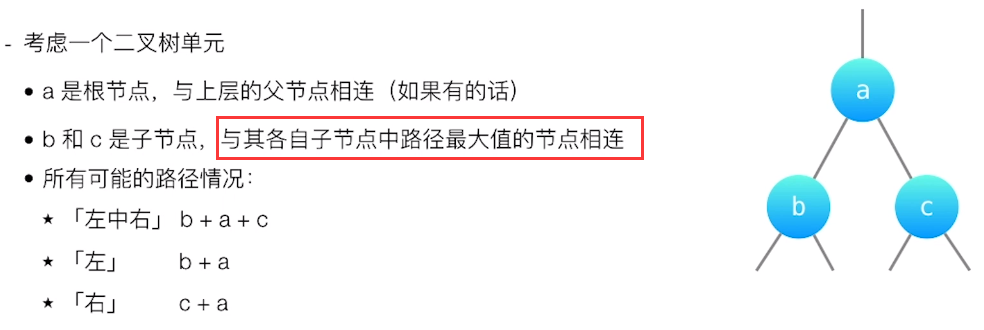 - 考虑一个二叉树单元
• a 是根节点，与上层的父节点相连（如果有的话）
• b 和 c 是子节点，与其各自子节点中路径最大值的节点相连
• 所有可能的路径情况：
★ 「左中右」 b + a + c
★ 「左」 b + a
★ 「右」 c + a
a
b
c